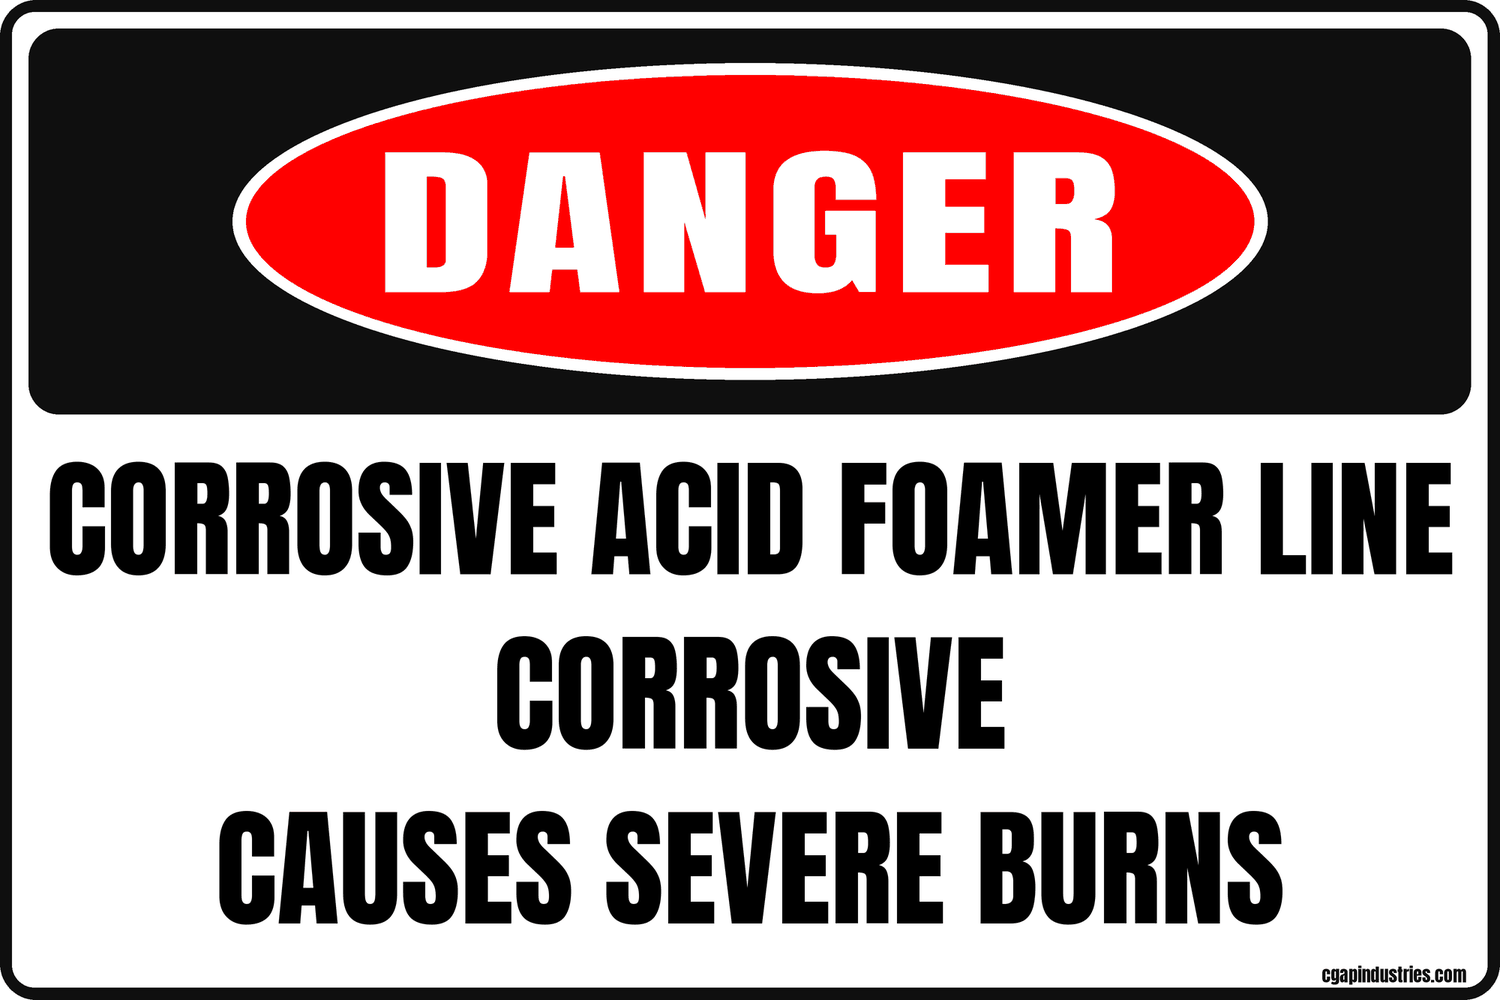 DANGER
CORROSIVE ACID FOAMER LINE
CORROSIVE
CAUSES SEVERE BURNS
cgapindustries.com